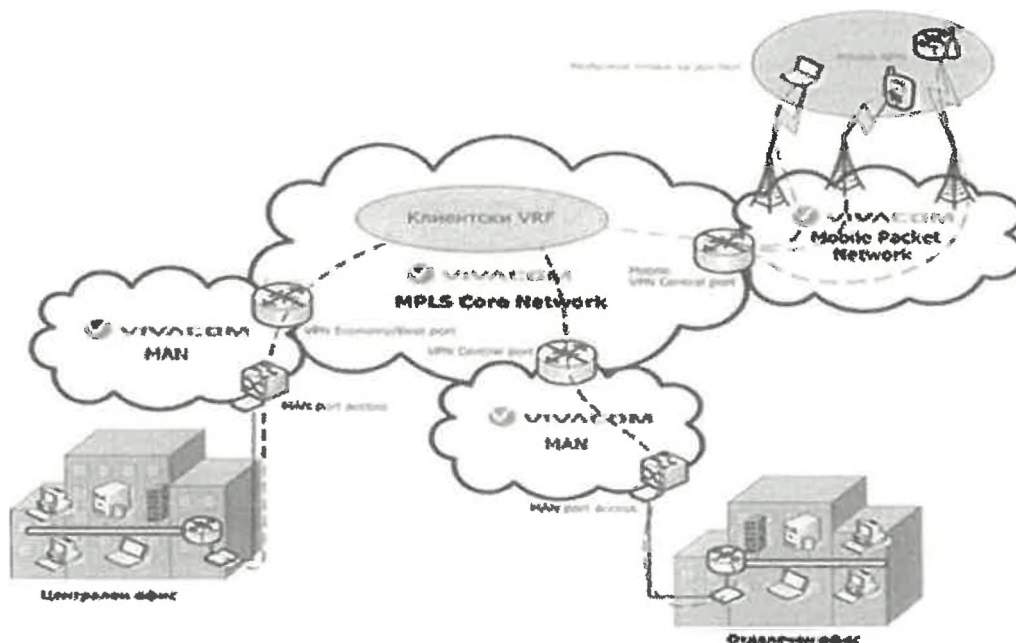 Клиентски VRF
VIVACOM
MPLS Core Network
VIVACOM
Mobile Packet
Network
Mobile
VPN Central port
VIVACOM
MAN
VPN Economy/Best port
VPN Central port
MAN port access
VIVACOM
MAN
MAN port access
Централен офис
Отдалечен офис